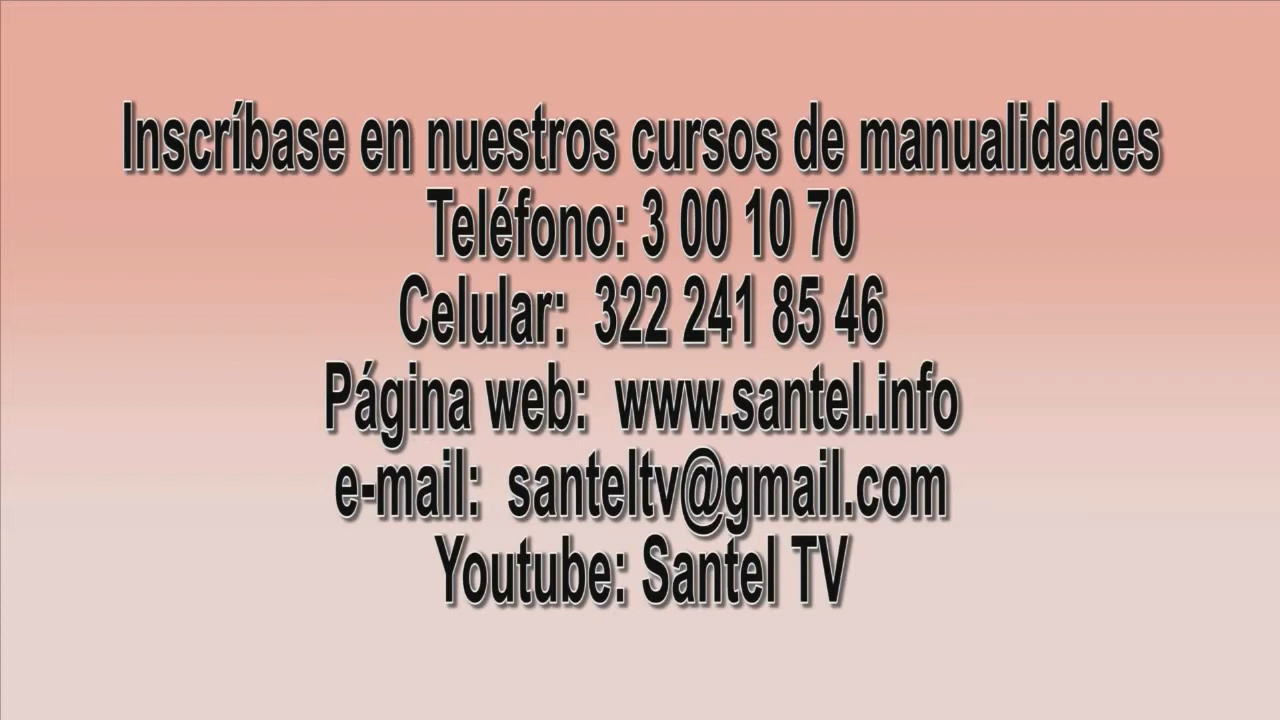 Inscríbase en nuestros cursos de manualidades
Teléfono: 3 00 10 70
Celular:  322 241 85 46
Página web:  www.santel.info
e-mail:  santeltv@gmail.com
Youtube: Santel TV